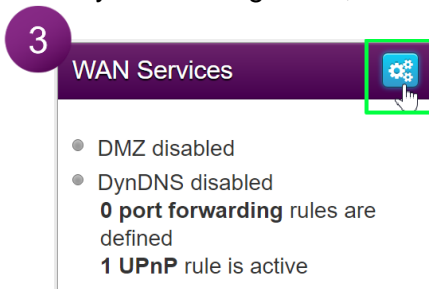 3
WAN Services
DMZ disabled
DynDNS disabled
0 port forwarding rules are
defined
1 UPnP rule is active